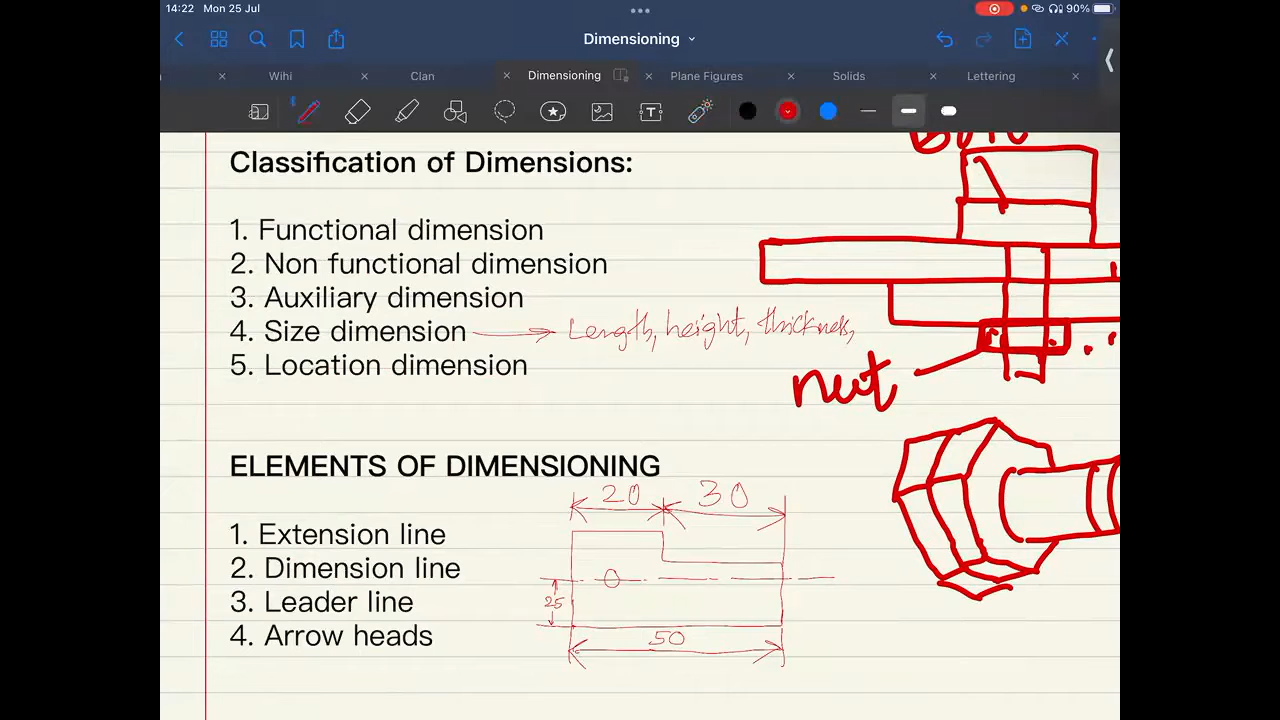 14:22 Mon 25 Jul
90%
Dimensioning
Wihi Clan Dimensioning Plane Figures Solids Lettering
Classification of Dimensions:
1. Functional dimension
2. Non functional dimension
3. Auxiliary dimension
4. Size dimension Length, height, thickness,
5. Location dimension
nut
ELEMENTS OF DIMENSIONING
20 30
1. Extension line
2. Dimension line
25
3. Leader line
4. Arrow heads
50